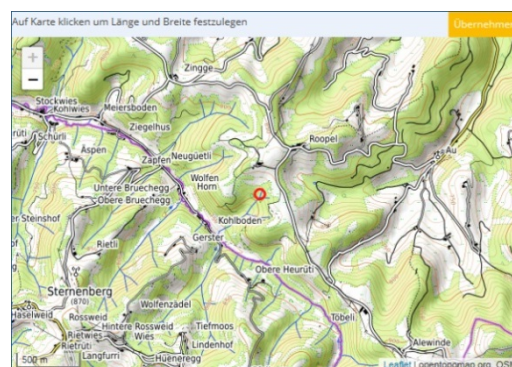 Auf Karte klicken um Länge und Breite festzulegen
Übernehmen
+
−
Zingge
Stockwies
Kohlwies
Meiersboden
Schürli
Ziegelhus
Roopel
Äspen
Zapfen
Neugüetli
Au
Wolfen
Horn
Untere Bruechegg
Obere Bruechegg
er Steinshof
Kohlboden
Gerster
Rietli
Obere Heurüti
Sternenberg
(870)
Wolfenzädel
Haselweid
Rossweid
Töbeli
Hintere Rossweid
Tiefmoos
Rietwies
Wies
Rietrüti
Lindenhof
Alewinde
Langfurri
Hüeneregg
500 m
Leaflet | opentopomap.org, OSM